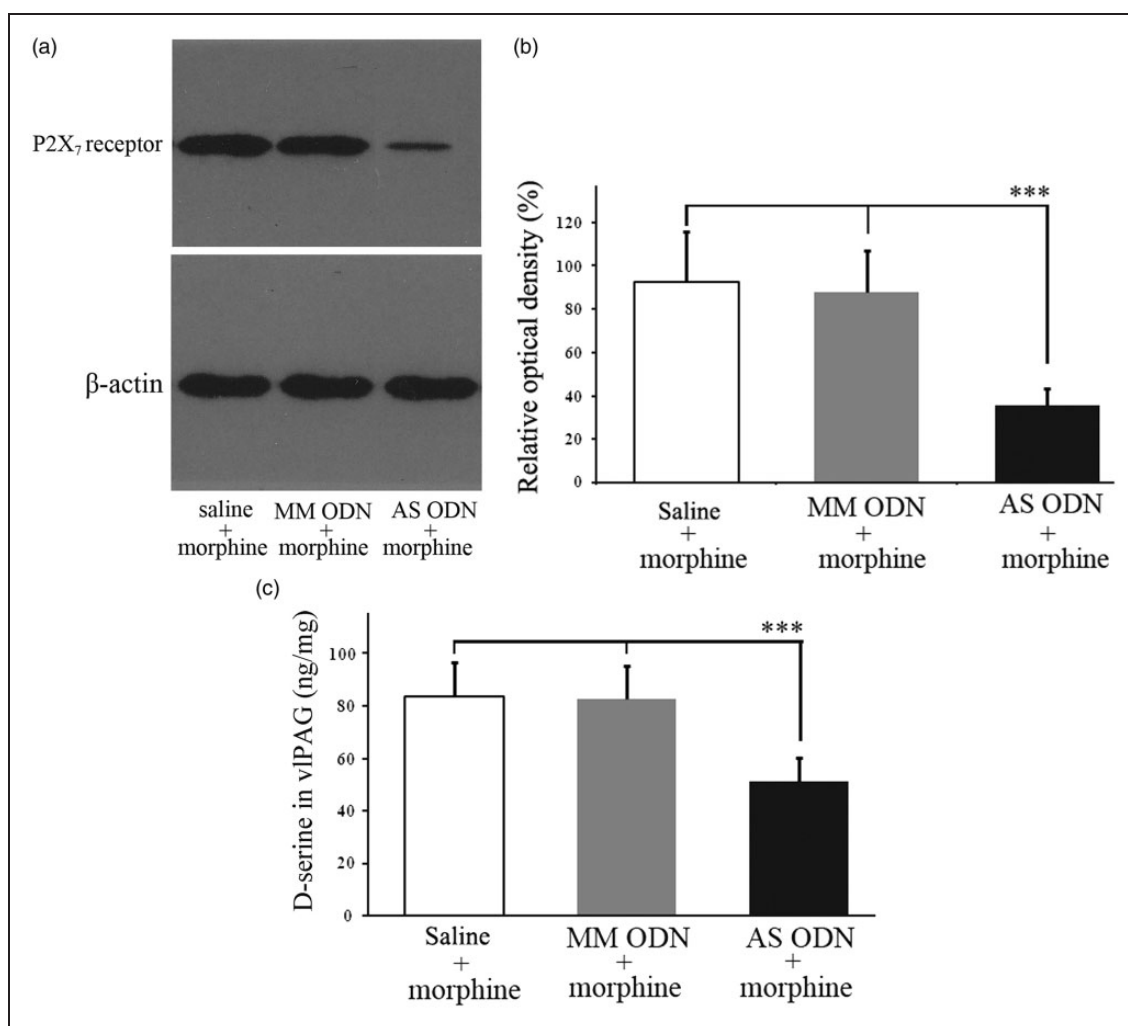 (a)
P2X₇ receptor
β-actin
saline + morphine
MM ODN + morphine
AS ODN + morphine
(b)
Relative optical density (%)
120
100
80
60
40
20
0
***
Saline + morphine
MM ODN + morphine
AS ODN + morphine
(c)
D-serine in vlPAG (ng/mg)
100
80
60
40
20
0
***
Saline + morphine
MM ODN + morphine
AS ODN + morphine